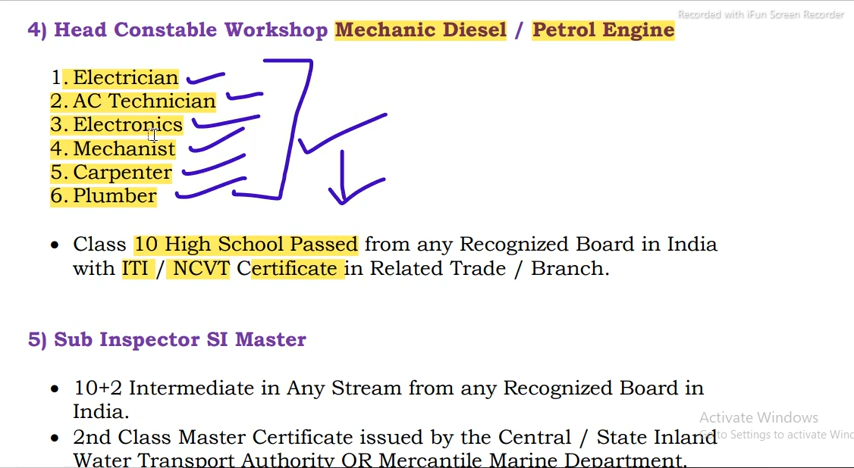 Recorded with iFun Screen Recorder
4) Head Constable Workshop Mechanic Diesel / Petrol Engine
1. Electrician
2. AC Technician
3. Electronics
4. Mechanist
5. Carpenter
6. Plumber
• Class 10 High School Passed from any Recognized Board in India
with ITI / NCVT Certificate in Related Trade / Branch.
5) Sub Inspector SI Master
• 10+2 Intermediate in Any Stream from any Recognized Board in
India.
Activate Windows
• 2nd Class Master Certificate issued by the Central / State Inland
to Settings to activate Winc
Water Transport Authority OR Mercantile Marine Department.